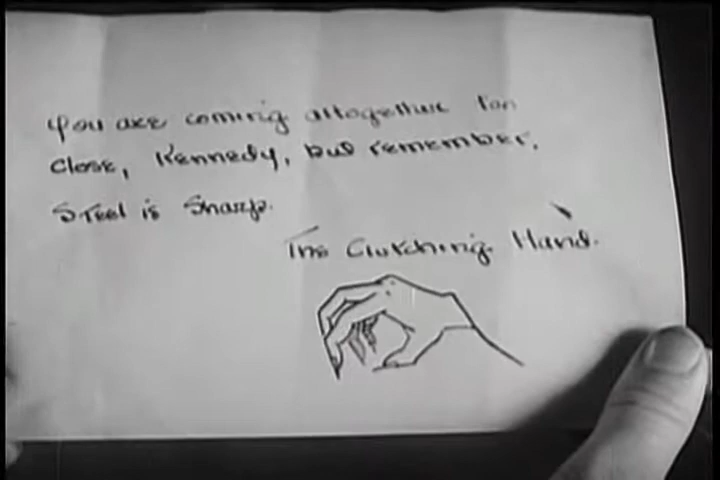 You are coming altogether too
close, Kennedy, but remember,
Steel is sharp.
The Clutching Hand.